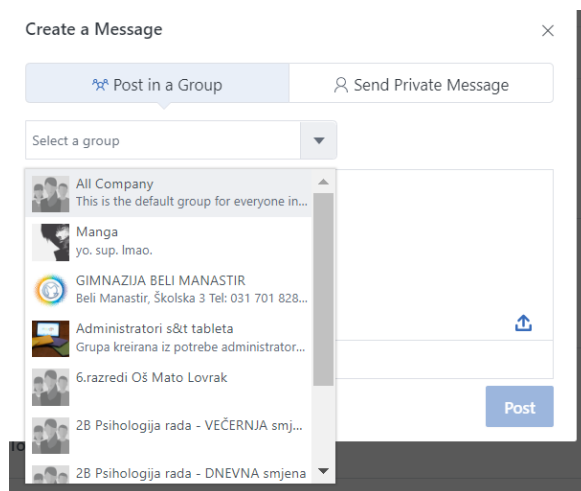 Create a Message
Post in a Group
Send Private Message
Select a group
All Company
This is the default group for everyone in...
Manga
yo. sup. lmao.
GIMNAZIJA BELI MANASTIR
Beli Manastir, Školska 3 Tel: 031 701 828...
Administratori s&t tableta
Grupa kreirana iz potrebe administrator...
6.razredi Oš Mato Lovrak
2B Psihologija rada - VEČERNJA smj...
2B Psihologija rada - DNEVNA smjena
Post